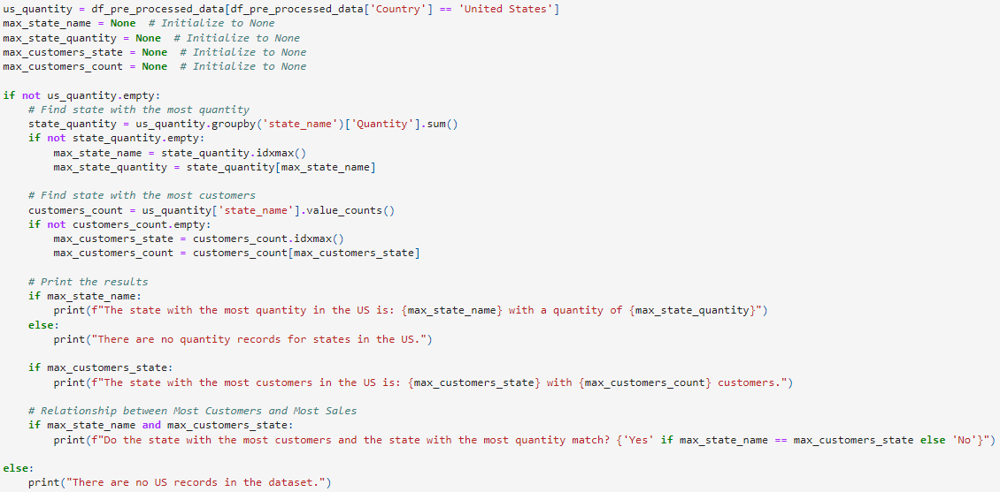 us_quantity = df_pre_processed_data[df_pre_processed_data['Country'] == 'United States']
max_state_name = None  # Initialize to None
max_state_quantity = None  # Initialize to None
max_customers_state = None  # Initialize to None
max_customers_count = None  # Initialize to None

if not us_quantity.empty:
    # Find state with the most quantity
    state_quantity = us_quantity.groupby('state_name')['Quantity'].sum()
    if not state_quantity.empty:
        max_state_name = state_quantity.idxmax()
        max_state_quantity = state_quantity[max_state_name]

    # Find state with the most customers
    customers_count = us_quantity['state_name'].value_counts()
    if not customers_count.empty:
        max_customers_state = customers_count.idxmax()
        max_customers_count = customers_count[max_customers_state]

    # Print the results
    if max_state_name:
        print(f"The state with the most quantity in the US is: {max_state_name} with a quantity of {max_state_quantity}")
    else:
        print("There are no quantity records for states in the US.")

    if max_customers_state:
        print(f"The state with the most customers in the US is: {max_customers_state} with {max_customers_count} customers.")

    # Relationship between Most Customers and Most Sales
    if max_state_name and max_customers_state:
        print(f"Do the state with the most customers and the state with the most quantity match? {'Yes' if max_state_name == max_customers_state else 'No'}")

else:
    print("There are no US records in the dataset.")